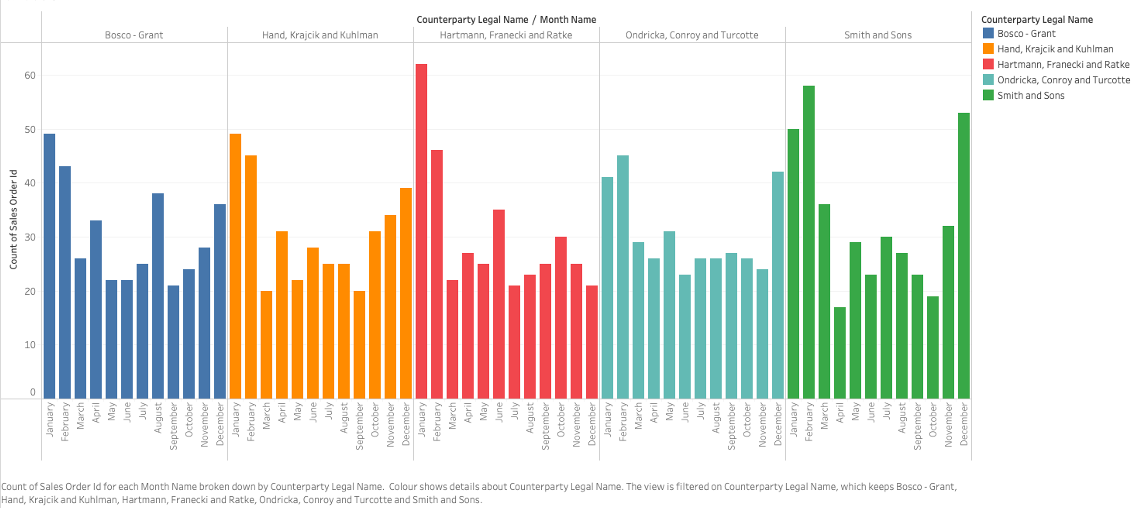 Counterparty Legal Name / Month Name
Bosco - Grant
Hand, Krajcik and Kuhlman
Hartmann, Franecki and Ratke
Ondricka, Conroy and Turcotte
Smith and Sons
Count of Sales Order Id
60
50
40
30
20
10
0
January
February
March
April
May
June
July
August
September
October
November
December
January
February
March
April
May
June
July
August
September
October
November
December
January
February
March
April
May
June
July
August
September
October
November
December
January
February
March
April
May
June
July
August
September
October
November
December
January
February
March
April
May
June
July
August
September
October
November
December
Counterparty Legal Name
Bosco - Grant
Hand, Krajcik and Kuhlman
Hartmann, Franecki and Ratke
Ondricka, Conroy and Turcotte
Smith and Sons
Count of Sales Order Id for each Month Name broken down by Counterparty Legal Name.  Colour shows details about Counterparty Legal Name. The view is filtered on Counterparty Legal Name, which keeps Bosco - Grant,
Hand, Krajcik and Kuhlman, Hartmann, Franecki and Ratke, Ondricka, Conroy and Turcotte and Smith and Sons.